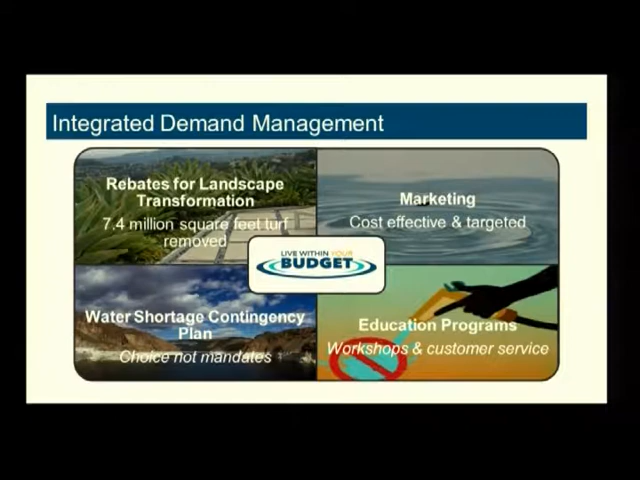 Integrated Demand Management
Rebates for Landscape
Transformation
7.4 million square feet turf
removed
Marketing
Cost effective & targeted
LIVE WITHIN YOUR
BUDGET
Water Shortage Contingency
Plan
Choice not mandates
Education Programs
Workshops & customer service